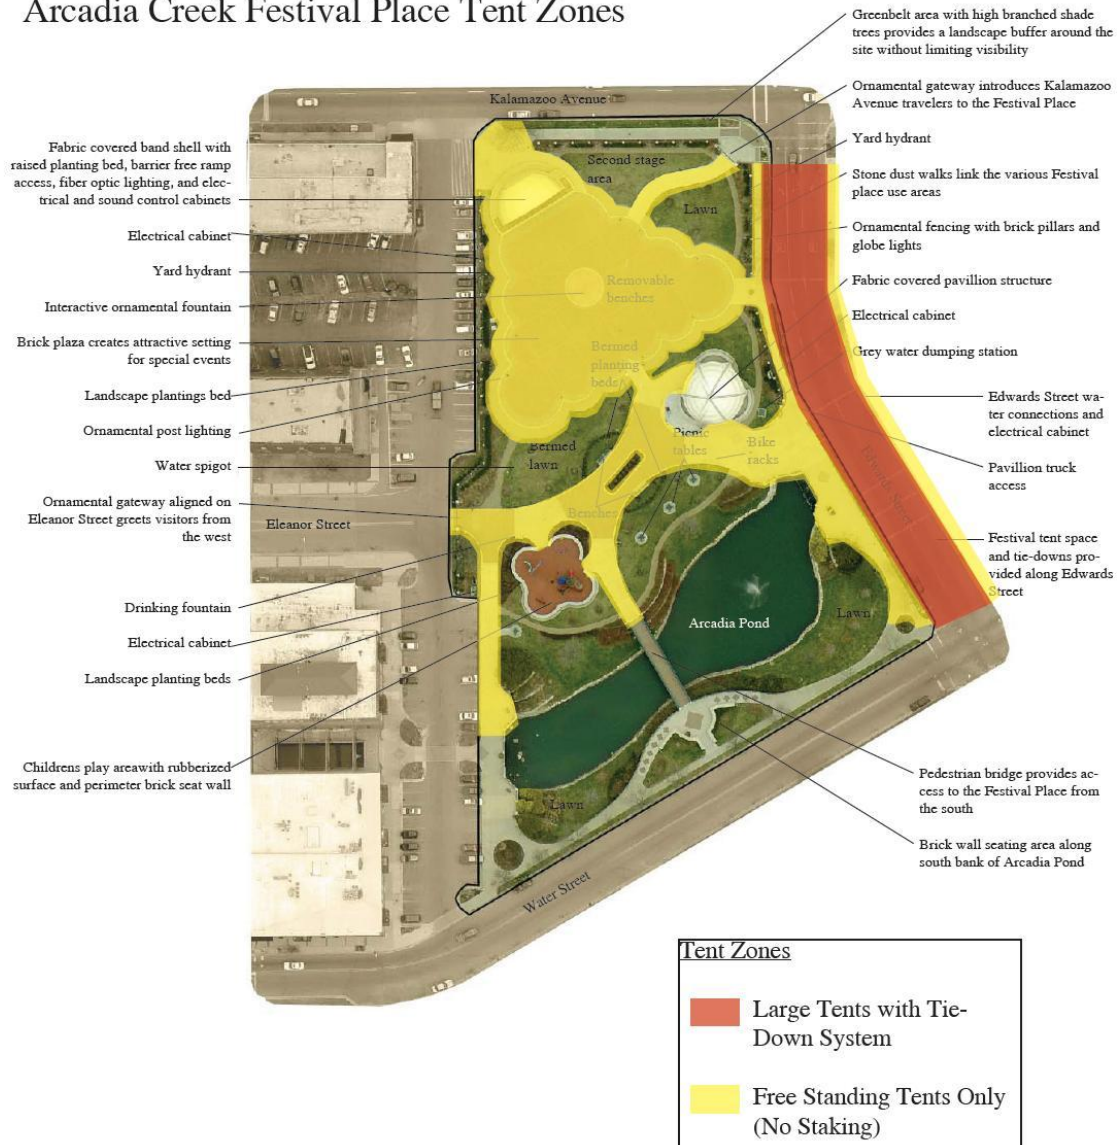 Arcadia Creek Festival Place Tent Zones
Greenbelt area with high branched shade
trees provides a landscape buffer around the
site without limiting visibility
Ornamental gateway introduces Kalamazoo
Avenue travelers to the Festival Place
Yard hydrant
Stone dust walks link the various Festival
place use areas
Ornamental fencing with brick pillars and
globe lights
Fabric covered pavillion structure
Electrical cabinet
Grey water dumping station
Edwards Street wa-
ter connections and
electrical cabinet
Pavillion truck
access
Festival tent space
and tie-downs pro-
vided along Edwards
Street
Pedestrian bridge provides ac-
cess to the Festival Place from
the south
Brick wall seating area along
south bank of Arcadia Pond
Fabric covered band shell with
raised planting bed, barrier free ramp
access, fiber optic lighting, and elec-
trical and sound control cabinets
Electrical cabinet
Yard hydrant
Interactive ornamental fountain
Brick plaza creates attractive setting
for special events
Landscape plantings bed
Ornamental post lighting
Water spigot
Ornamental gateway aligned on
Eleanor Street greets visitors from
the west
Drinking fountain
Electrical cabinet
Landscape planting beds
Childrens play areawith rubberized
surface and perimeter brick seat wall
Kalamazoo Avenue
Second stage
area
Lawn
Removable
benches
Bermed
planting
beds
Picnic
tables
Bike
racks
Bermed
lawn
Benches
Eleanor Street
Edwards Street
Arcadia Pond
Lawn
Lawn
Water Street
Tent Zones
Large Tents with Tie-
Down System
Free Standing Tents Only
(No Staking)